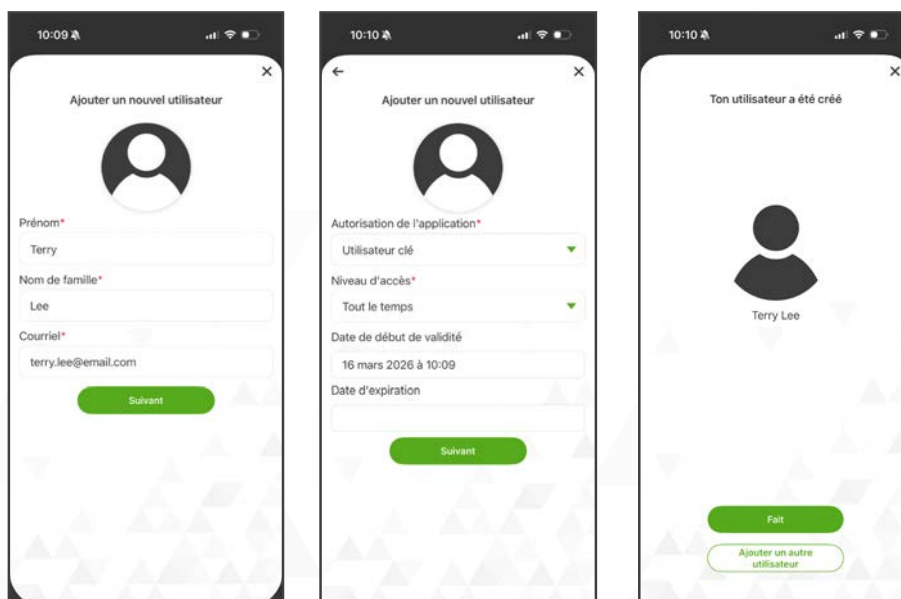 10:09
Ajouter un nouvel utilisateur
Prénom*
Terry
Nom de famille*
Lee
Courriel*
terry.lee@email.com
Suivant
10:10
Ajouter un nouvel utilisateur
Autorisation de l'application*
Utilisateur clé
Niveau d'accès*
Tout le temps
Date de début de validité
16 mars 2026 à 10:09
Date d'expiration
Suivant
10:10
Ton utilisateur a été créé
Terry Lee
Fait
Ajouter un autre
utilisateur